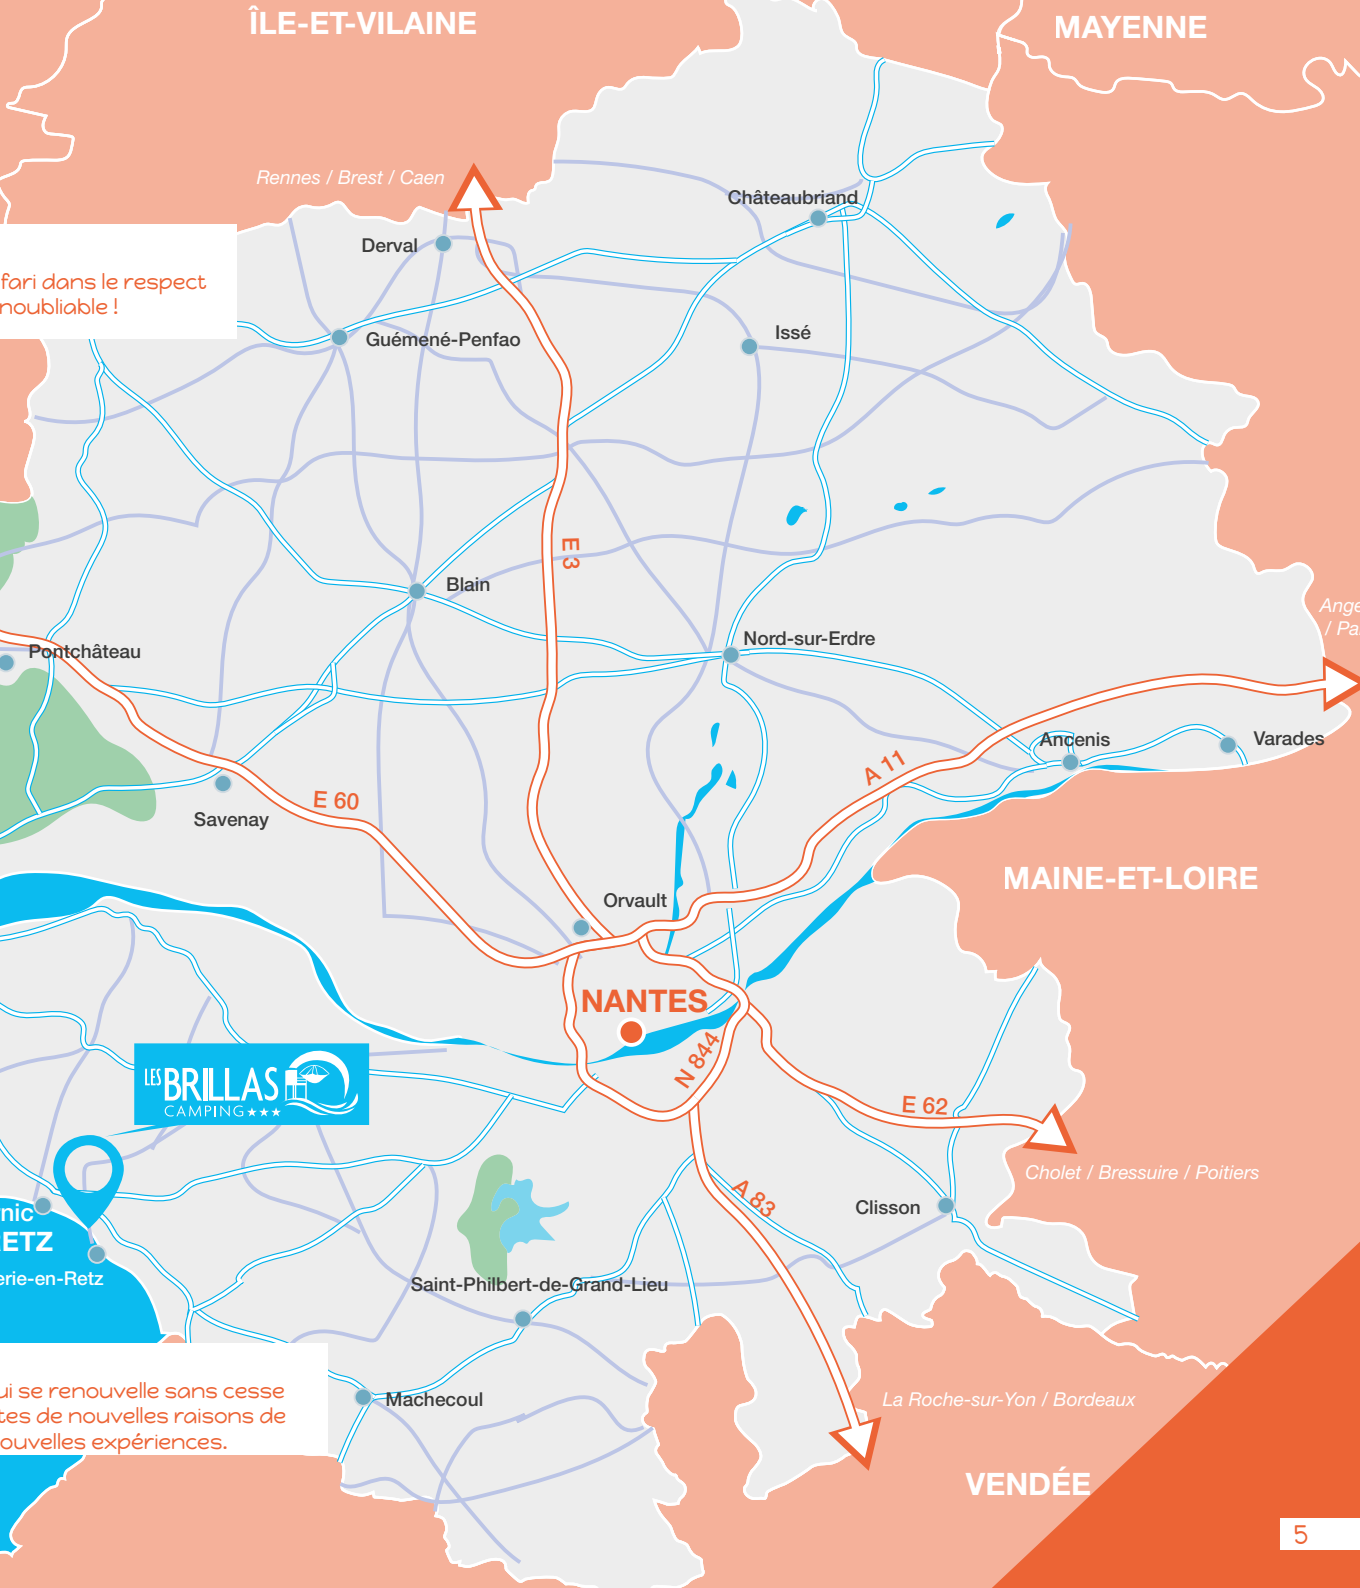 ÎLE-ET-VILAINE
MAYENNE
Rennes / Brest / Caen
Châteaubriand
Derval
fari dans le respect
noubliable !
Guémené-Penfao
Issé
E 3
Blain
Ange
/ Pa
Nord-sur-Erdre
Pontchâteau
Ancenis
Varades
A 11
E 60
Savenay
MAINE-ET-LOIRE
Orvault
NANTES
N 844
LES BRILLAS
CAMPING★★★
E 62
Cholet / Bressuire / Poitiers
A 83
Clisson
nic
ETZ
erie-en-Retz
Saint-Philbert-de-Grand-Lieu
ui se renouvelle sans cesse
tes de nouvelles raisons de
ouvelles expériences.
Machecoul
La Roche-sur-Yon / Bordeaux
VENDÉE
5